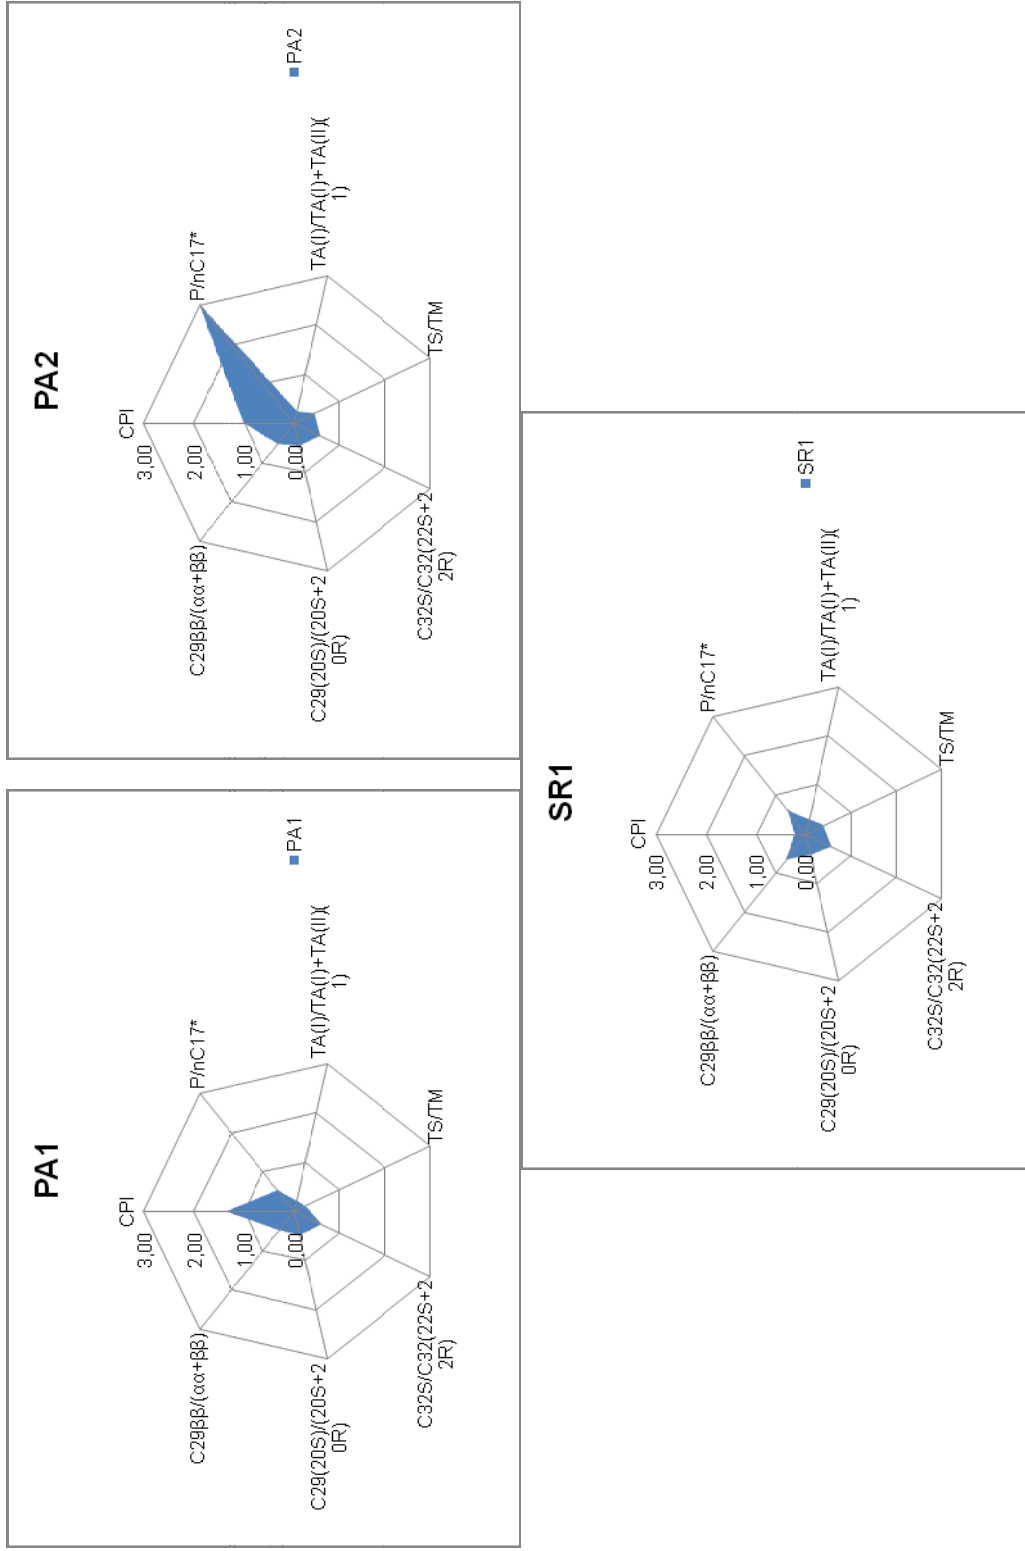 PA1
CPI
3,00
2,00
1,00
0,00
P/nC17*
TA(I)/TA(I)+TA(II)(
1)
TS/TM
C32S/C32(22S+2
2R)
C29(20S)/(20S+2
0R)
C29ββ/(αα+ββ)
PA1
PA2
CPI
3,00
2,00
1,00
0,00
P/nC17*
TA(I)/TA(I)+TA(II)(
1)
TS/TM
C32S/C32(22S+2
2R)
C29(20S)/(20S+2
0R)
C29ββ/(αα+ββ)
PA2
SR1
CPI
3,00
2,00
1,00
0,00
P/nC17*
TA(I)/TA(I)+TA(II)(
1)
TS/TM
C32S/C32(22S+2
2R)
C29(20S)/(20S+2
0R)
C29ββ/(αα+ββ)
SR1